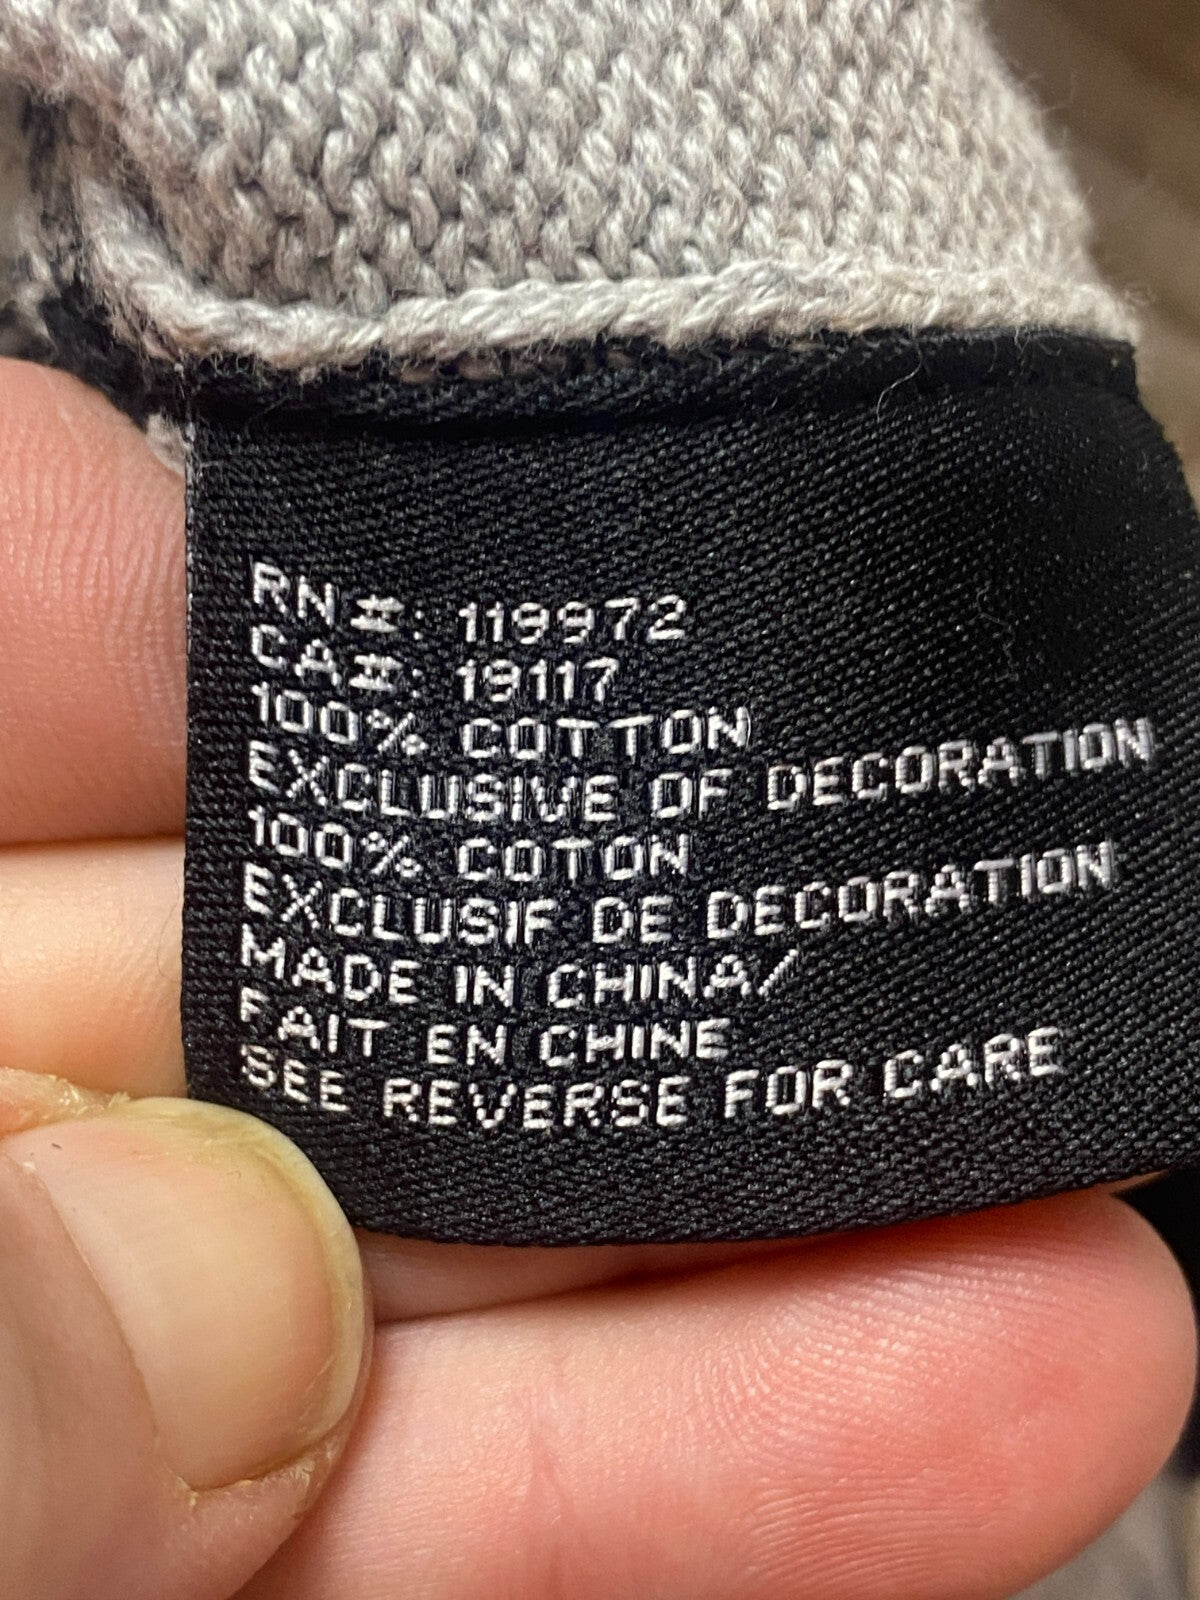 RN#: 119972
CA#: 19117
100% COTTON
EXCLUSIVE OF DECORATION
100% COTON
EXCLUSIF DE DECORATION
MADE IN CHINA/
FAIT EN CHINE
SEE REVERSE FOR CARE